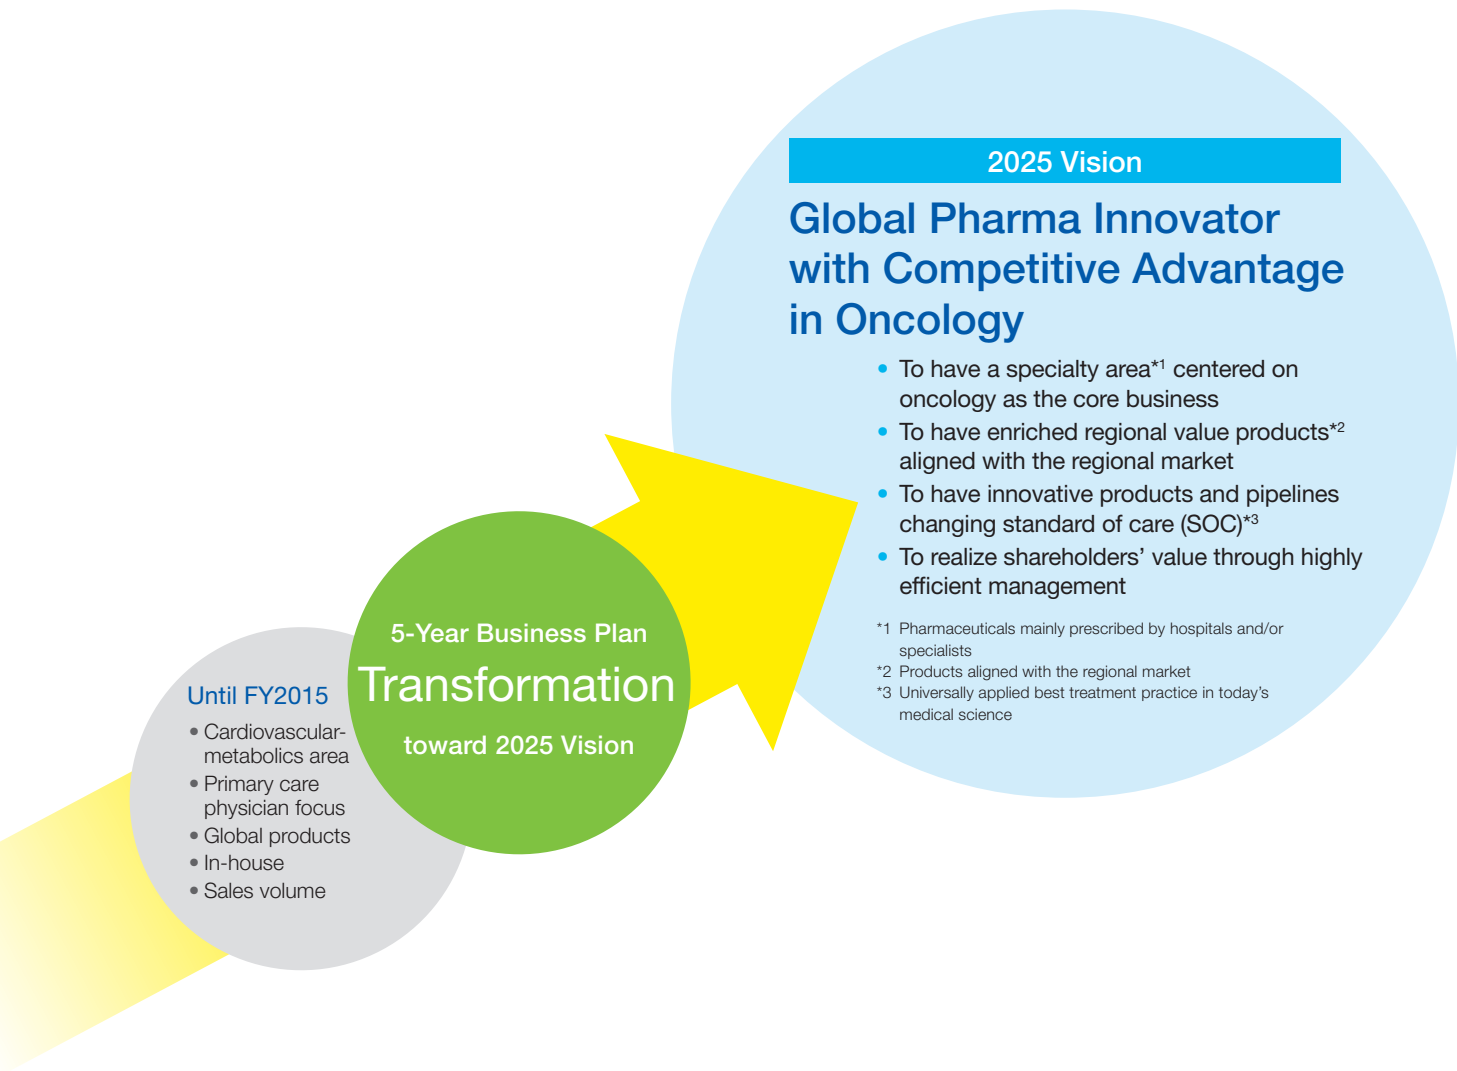 2025 Vision
Global Pharma Innovator
with Competitive Advantage
in Oncology
• To have a specialty area*1 centered on
oncology as the core business
• To have enriched regional value products*2
aligned with the regional market
• To have innovative products and pipelines
changing standard of care (SOC)*3
• To realize shareholders’ value through highly
efficient management
*1 Pharmaceuticals mainly prescribed by hospitals and/or
specialists
*2 Products aligned with the regional market
*3 Universally applied best treatment practice in today’s
medical science
5-Year Business Plan
Transformation
toward 2025 Vision
Until FY2015
• Cardiovascular-
metabolics area
• Primary care
physician focus
• Global products
• In-house
• Sales volume